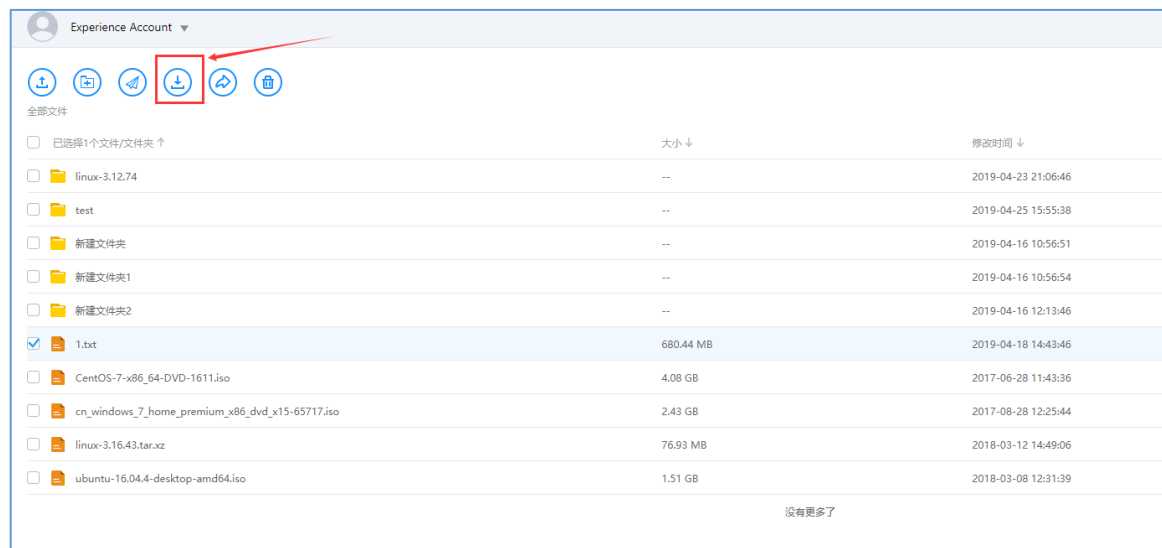 Experience Account
全部文件
已选择1个文件/文件夹 大小 修改时间
linux-3.12.74 -- 2019-04-23 21:06:46
test -- 2019-04-25 15:55:38
新建文件夹 -- 2019-04-16 10:56:51
新建文件夹1 -- 2019-04-16 10:56:54
新建文件夹2 -- 2019-04-16 12:13:46
1.txt 680.44 MB 2019-04-18 14:43:46
CentOS-7-x86_64-DVD-1611.iso 4.08 GB 2017-06-28 11:43:36
cn_windows_7_home_premium_x86_dvd_x15-65717.iso 2.43 GB 2017-08-28 12:25:44
linux-3.16.43.tar.xz 76.93 MB 2018-03-12 14:49:06
ubuntu-16.04.4-desktop-amd64.iso 1.51 GB 2018-03-08 12:31:39
没有更多了